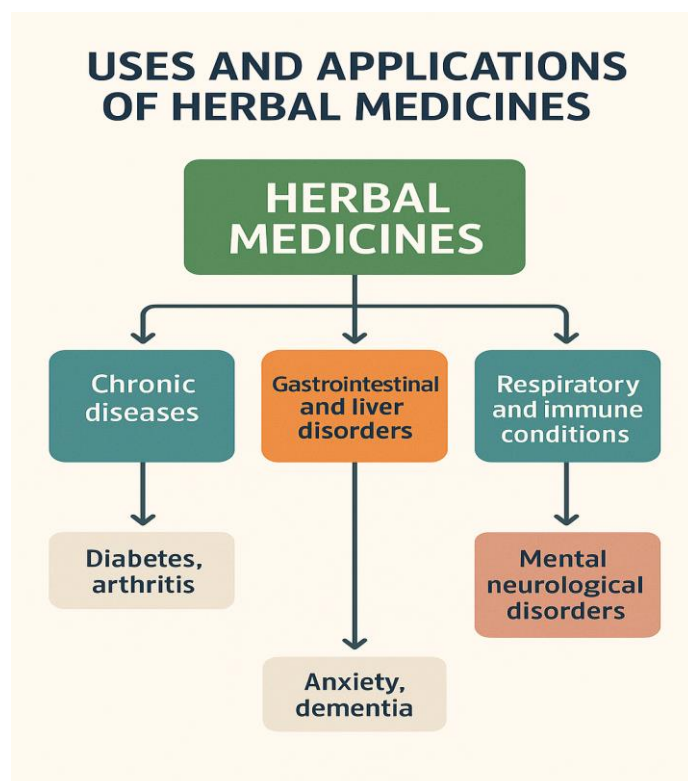 USES AND APPLICATIONS
OF HERBAL MEDICINES
HERBAL
MEDICINES
Chronic
diseases
Gastrointestinal
and liver
disorders
Respiratory
and immune
conditions
Diabetes,
arthritis
Mental
neurological
disorders
Anxiety,
dementia